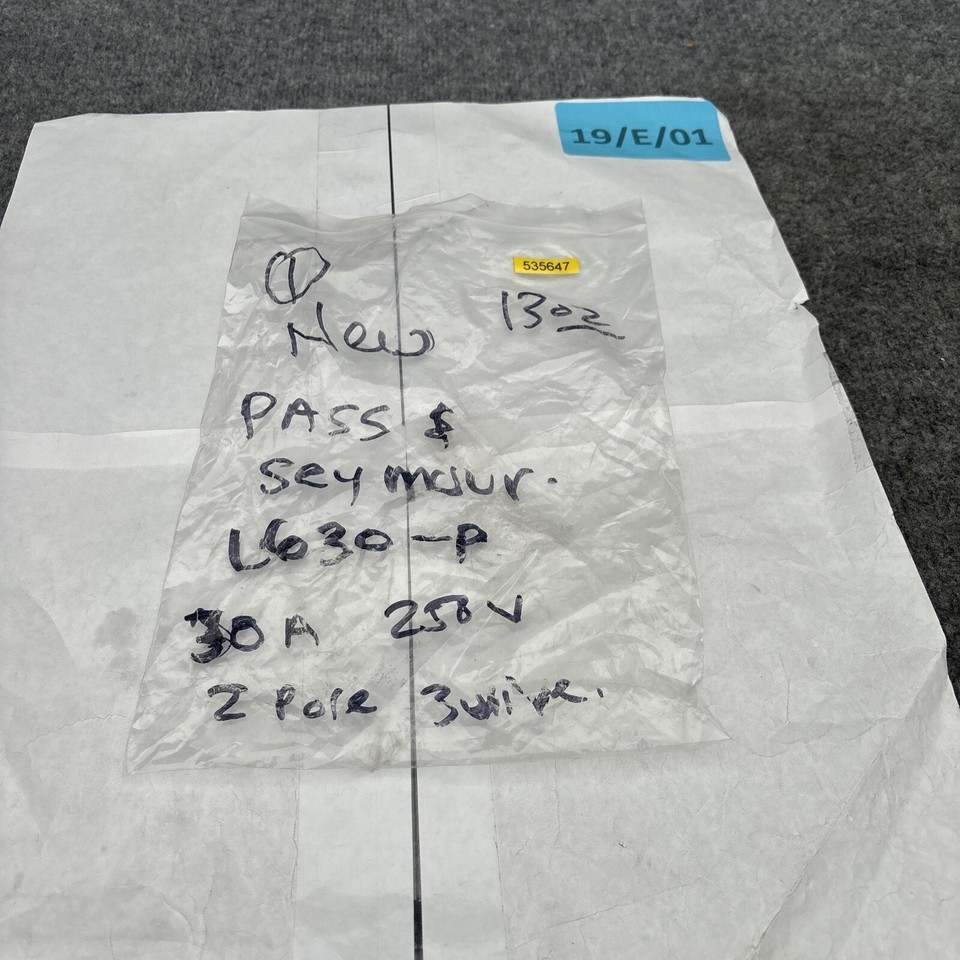 19/E/01
535647
①
New
13oz
PASS &
Seymour.
L630-P
30A 250V
2 Pole 3wire.